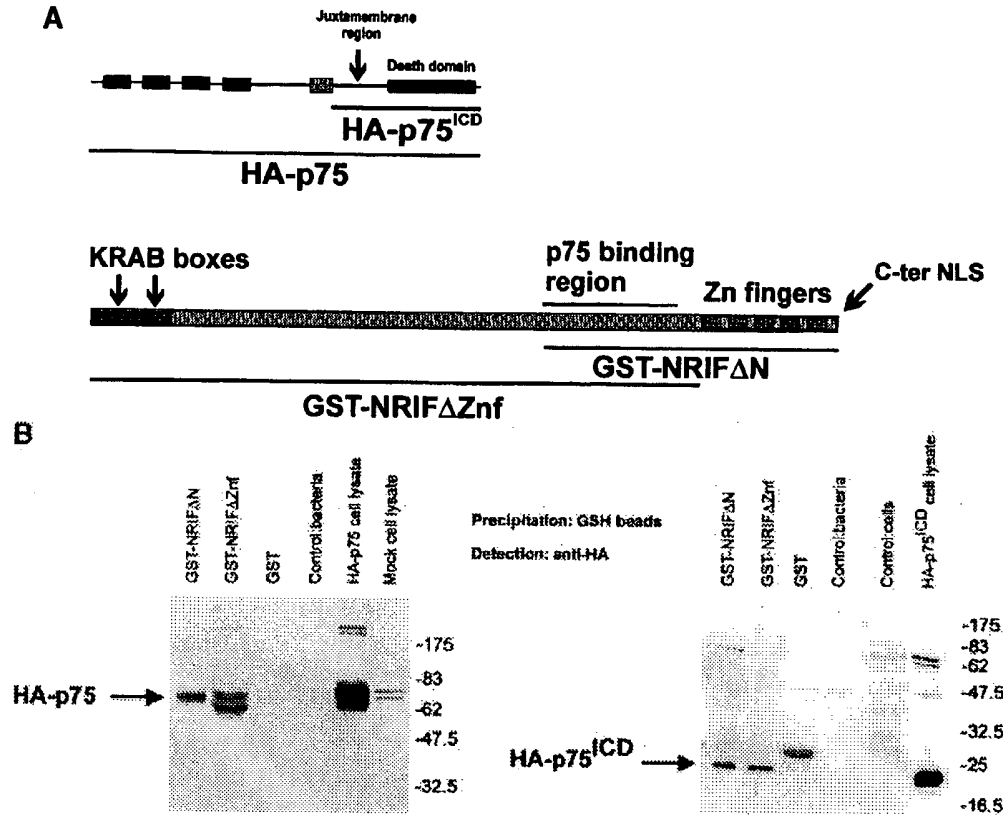 A
Juxtamembrane
region
Death domain
HA-p75ICD
HA-p75
KRAB boxes
p75 binding
region
Zn fingers
C-ter NLS
GST-NRIFΔN
GST-NRIFΔZnf
B
GST-NRIFΔN
GST-NRIFΔZnf
GST
Control:bacteria
HA-p75 cell lysate
Mock cell lysate
Precipitation: GSH beads
Detection: anti-HA
GST-NRIFΔN
GST-NRIFΔZnf
GST
Control:bacteria
Control:cells
HA-p75ICD cell lysate
HA-p75
-175
-83
-62
-47.5
-32.5
HA-p75ICD
-175
-83
-62
-47.5
-32.5
-25
-16.5